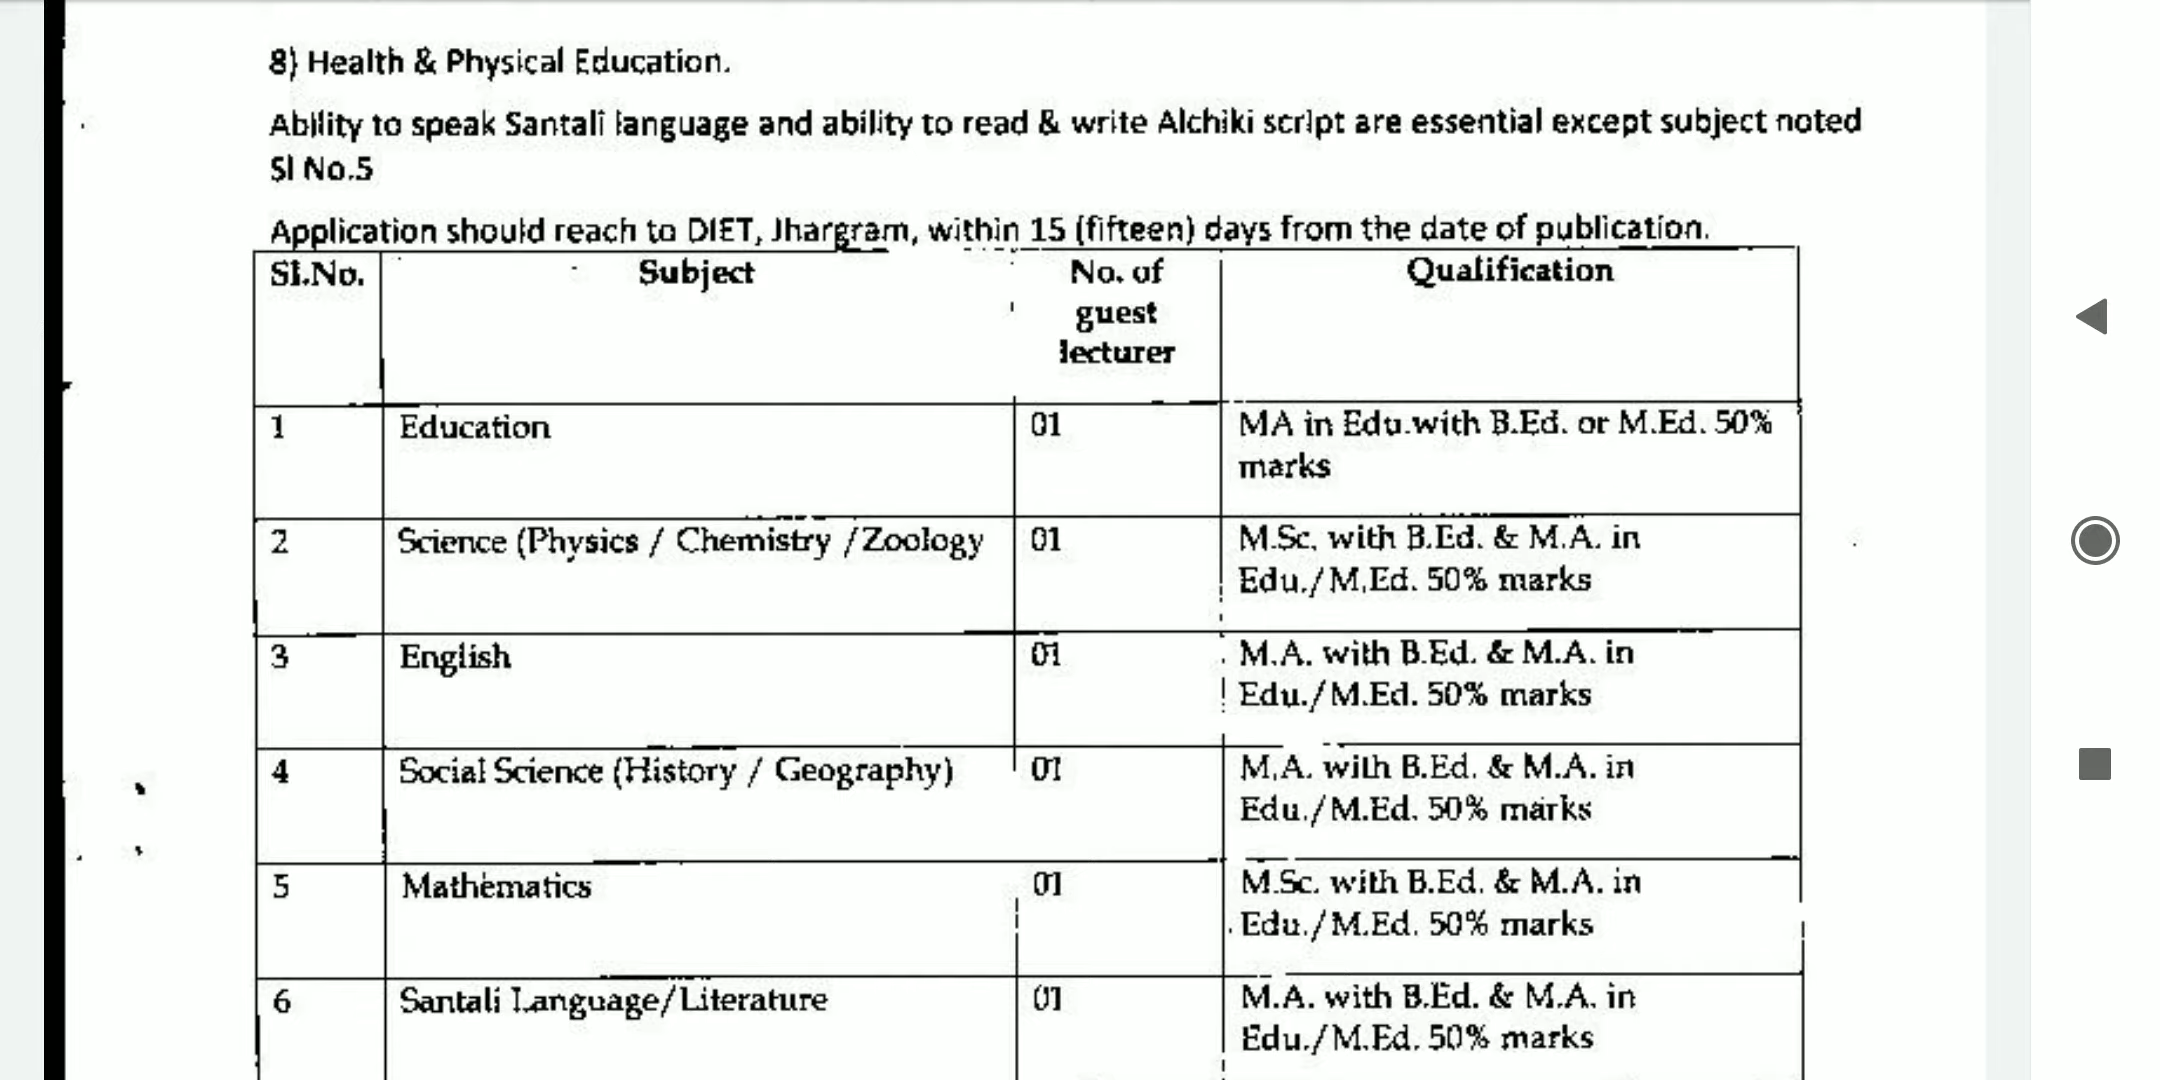 8) Health & Physical Education.
Ability to speak Santali language and ability to read & write Alchiki script are essential except subject noted
Sl No.5
Application should reach to DIET, Jhargram, within 15 (fifteen) days from the date of publication.
Sl.No. Subject No. of guest lecturer Qualification
1 Education 01 MA in Edu.with B.Ed. or M.Ed. 50%
marks
2 Science (Physics / Chemistry /Zoology 01 M.Sc. with B.Ed. & M.A. in
Edu./M.Ed. 50% marks
3 English 01 M.A. with B.Ed. & M.A. in
Edu./M.Ed. 50% marks
4 Social Science (History / Geography) 01 M.A. with B.Ed. & M.A. in
Edu./M.Ed. 50% marks
5 Mathematics 01 M.Sc. with B.Ed. & M.A. in
Edu./M.Ed. 50% marks
6 Santali Language/Literature 01 M.A. with B.Ed. & M.A. in
Edu./M.Ed. 50% marks